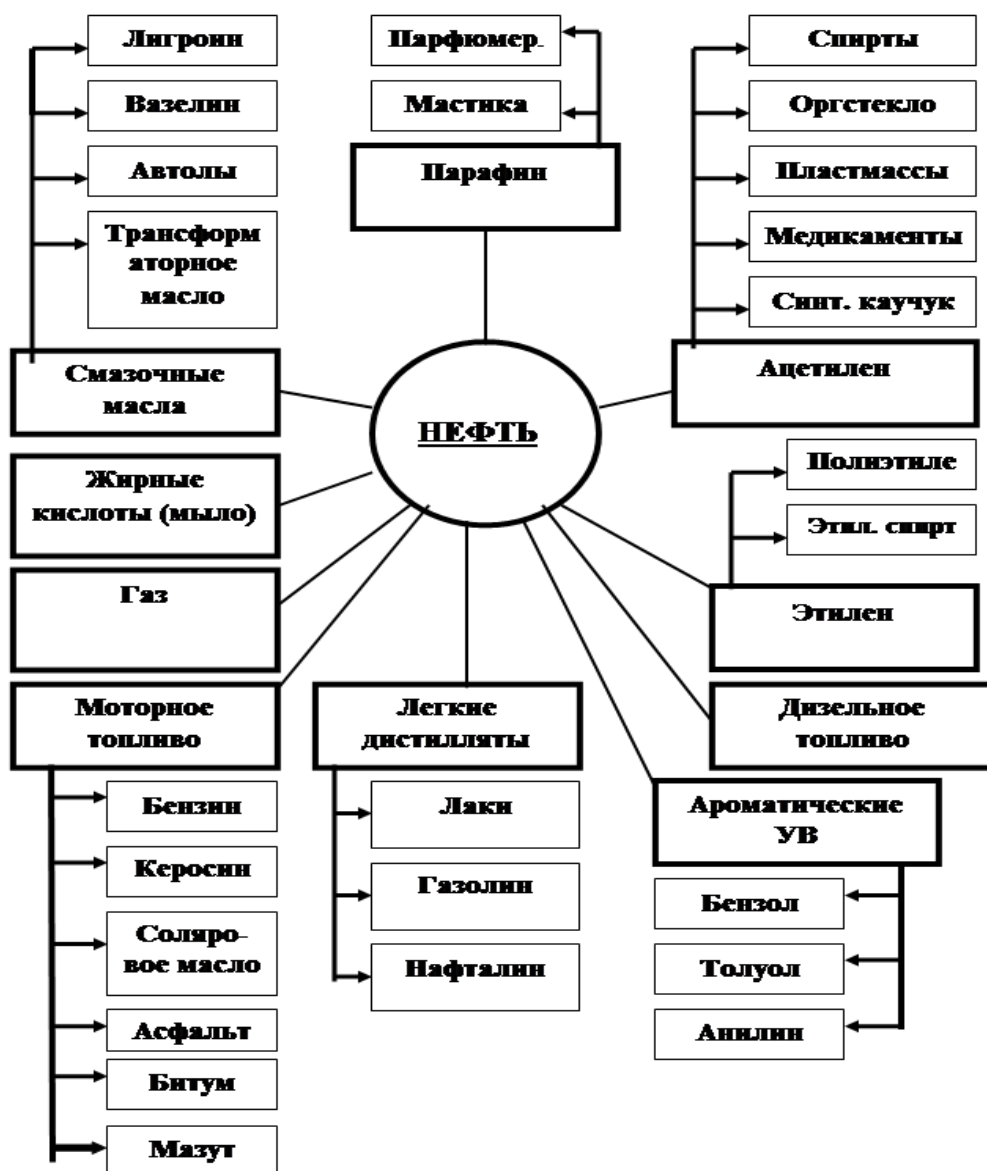 Лигроин
Вазелин
Автолы
Трансформ
аторное
масло
Смазочные
масла
Парфюмер.
Мастика
Парафин
Спирты
Оргстекло
Пластмассы
Медикаменты
Синт. каучук
Ацетилен
НЕФТЬ
Жирные
кислоты (мыло)
Газ
Полиэтиле
Этил. спирт
Этилен
Моторное
топливо
Бензин
Керосин
Соляро-
вое масло
Асфальт
Битум
Мазут
Легкие
дистилляты
Лаки
Газолин
Нафталин
Дизельное
топливо
Ароматические
УВ
Бензол
Толуол
Анилин